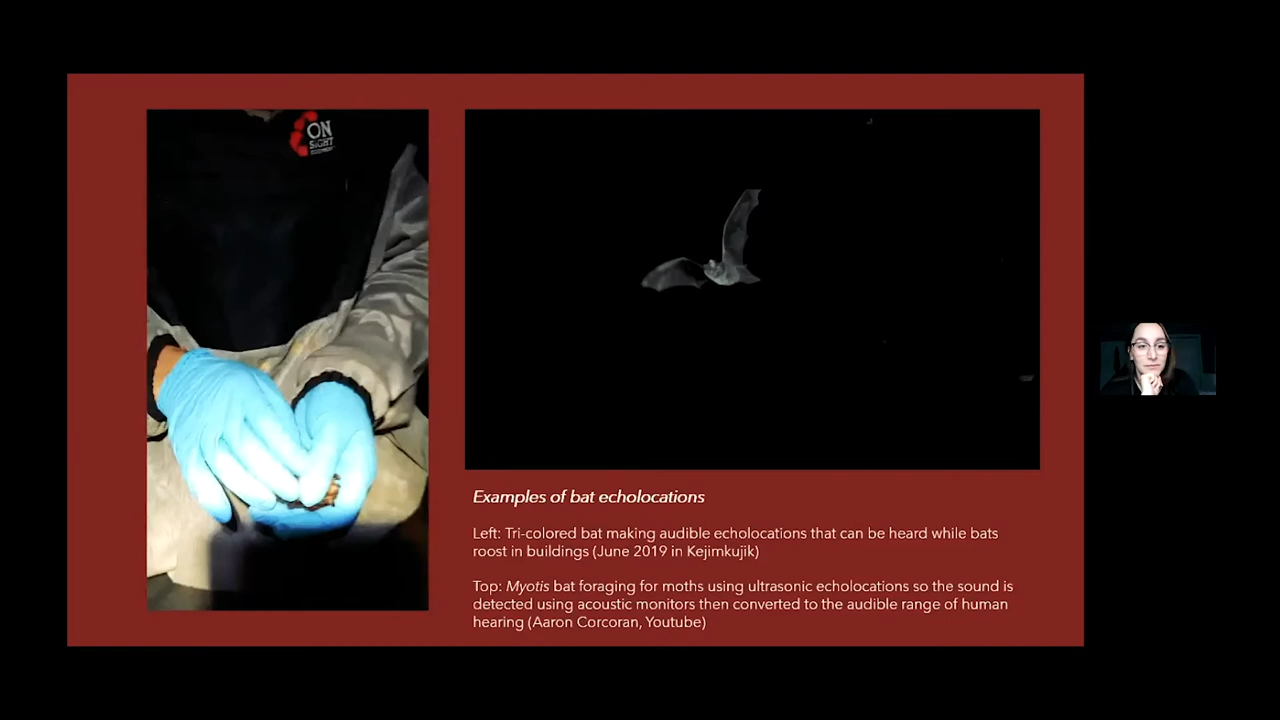 ON
SIGHT
Examples of bat echolocations
Left: Tri-colored bat making audible echolocations that can be heard while bats
roost in buildings (June 2019 in Kejimkujik)
Top: Myotis bat foraging for moths using ultrasonic echolocations so the sound is
detected using acoustic monitors then converted to the audible range of human
hearing (Aaron Corcoran, Youtube)